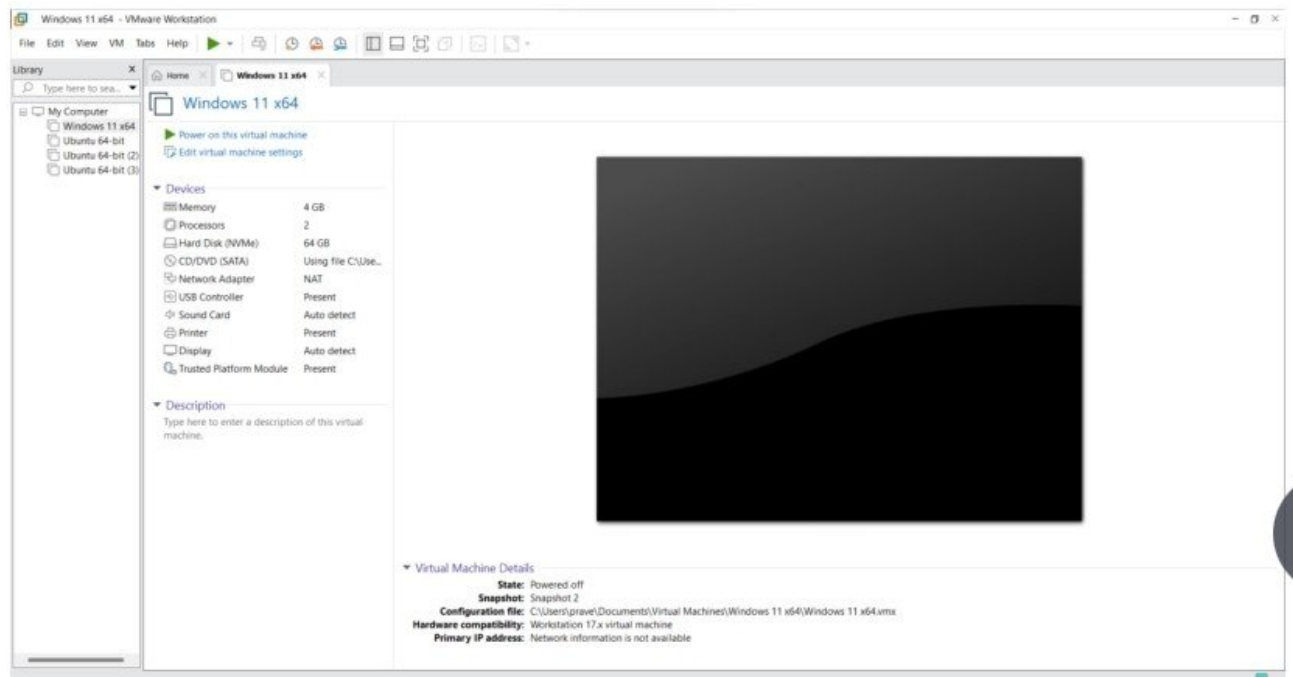 Windows 11 x64 - VMware Workstation
File Edit View VM Tabs Help
Library
Home
Windows 11 x64
Type here to sea...
My Computer
Windows 11 x64
Ubuntu 64-bit
Ubuntu 64-bit (2)
Ubuntu 64-bit (3)
Windows 11 x64
Power on this virtual machine
Edit virtual machine settings
Devices
Memory 4 GB
Processors 2
Hard Disk (NVMe) 64 GB
CD/DVD (SATA) Using file C:\Use...
Network Adapter NAT
USB Controller Present
Sound Card Auto detect
Printer Present
Display Auto detect
Trusted Platform Module Present
Description
Type here to enter a description of this virtual
machine.
Virtual Machine Details
State: Powered off
Snapshot: Snapshot 2
Configuration file: C:\Users\prave\Documents\Virtual Machines\Windows 11 x64\Windows 11 x64.vmx
Hardware compatibility: Workstation 17.x virtual machine
Primary IP address: Network information is not available